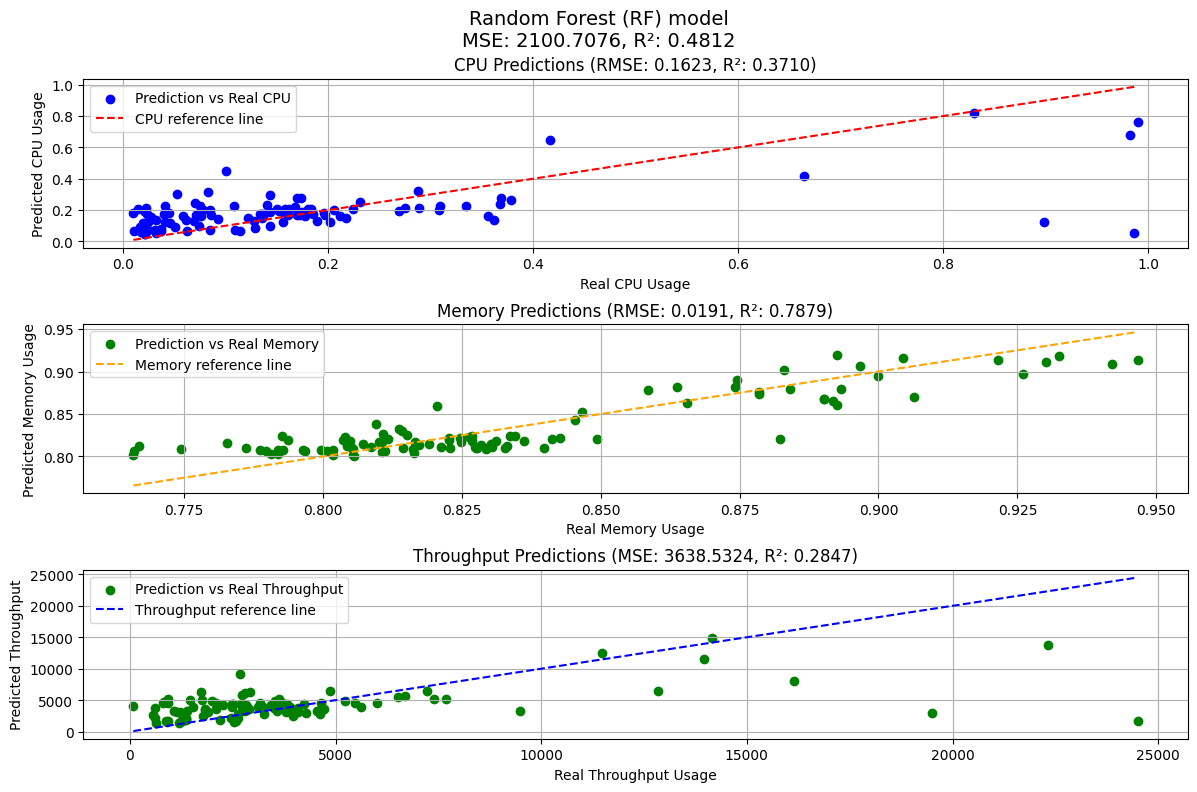 Random Forest (RF) model
MSE: 2100.7076, R²: 0.4812
CPU Predictions (RMSE: 0.1623, R²: 0.3710)
Predicted CPU Usage
1.0
0.8
0.6
0.4
0.2
0.0
Prediction vs Real CPU
CPU reference line
0.0 0.2 0.4 0.6 0.8 1.0
Real CPU Usage
Memory Predictions (RMSE: 0.0191, R²: 0.7879)
Predicted Memory Usage
0.95
0.90
0.85
0.80
Prediction vs Real Memory
Memory reference line
0.775 0.800 0.825 0.850 0.875 0.900 0.925 0.950
Real Memory Usage
Throughput Predictions (MSE: 3638.5324, R²: 0.2847)
Predicted Throughput
25000
20000
15000
10000
5000
0
Prediction vs Real Throughput
Throughput reference line
0 5000 10000 15000 20000 25000
Real Throughput Usage